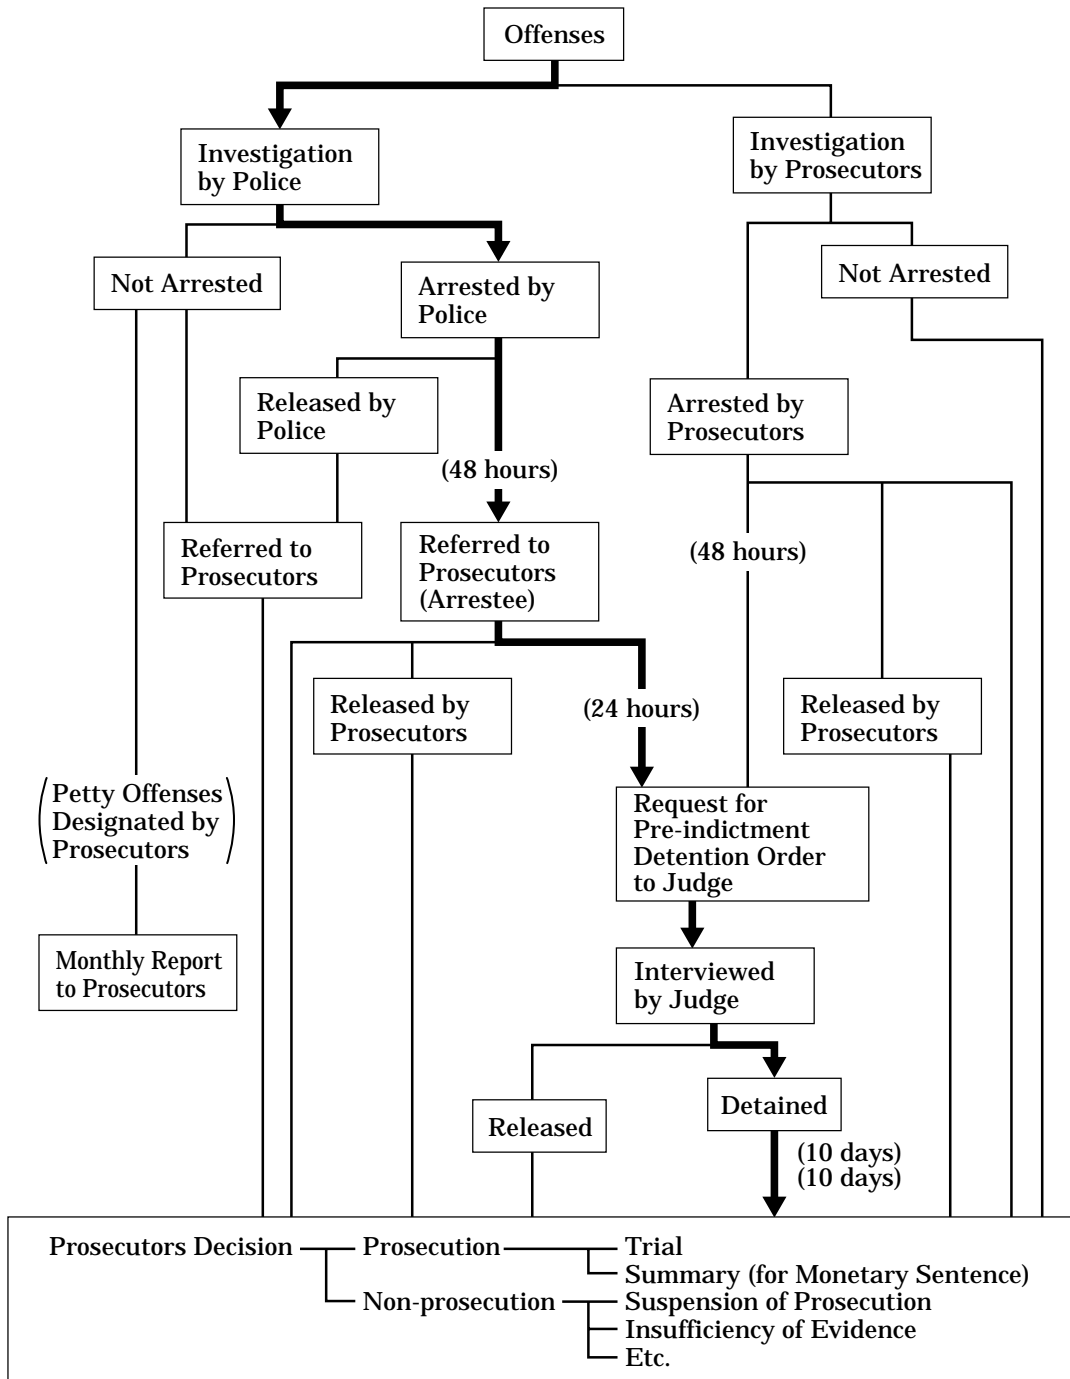 Offenses
Investigation
by Police
Investigation
by Prosecutors
Not Arrested
Arrested by
Police
Not Arrested
Released by
Police
Arrested by
Prosecutors
(48 hours)
Referred to
Prosecutors
Referred to
Prosecutors
(Arrestee)
(48 hours)
Released by
Prosecutors
(24 hours)
Released by
Prosecutors
(Petty Offenses
Designated by
Prosecutors)
Request for
Pre-indictment
Detention Order
to Judge
Monthly Report
to Prosecutors
Interviewed
by Judge
Released
Detained
(10 days)
(10 days)
Prosecutors Decision Prosecution Trial
Summary (for Monetary Sentence)
Non-prosecution Suspension of Prosecution
Insufficiency of Evidence
Etc.